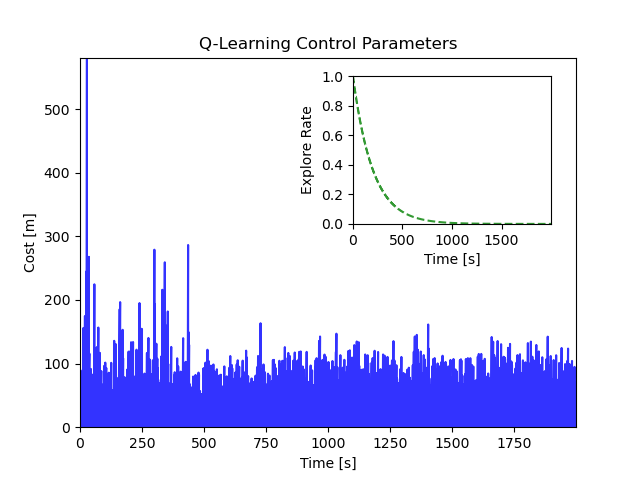 Q-Learning Control Parameters
Cost [m]
500
400
300
200
100
0
0 250 500 750 1000 1250 1500 1750
Time [s]
Explore Rate
1.0
0.8
0.6
0.4
0.2
0.0
0 500 1000 1500
Time [s]